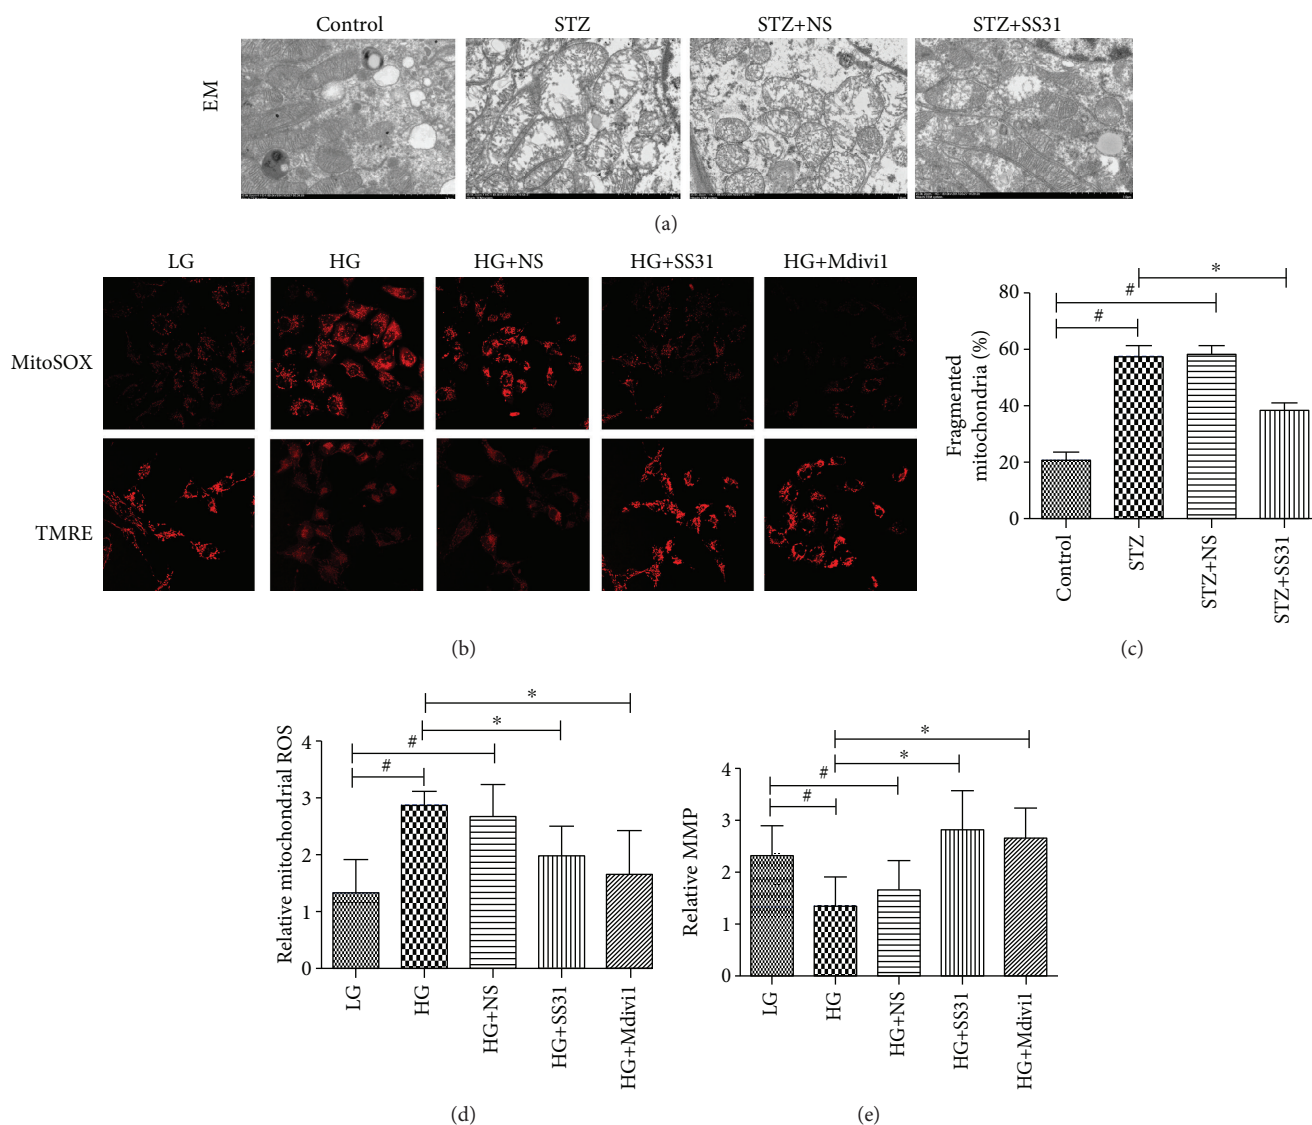 Control STZ STZ+NS STZ+SS31
EM
(a)
LG HG HG+NS HG+SS31 HG+Mdivi1
MitoSOX
TMRE
(b)
Fragmented
mitochondria (%)
80
60
40
20
0
#
#
*
Control STZ STZ+NS STZ+SS31
(c)
Relative mitochondrial ROS
4
3
2
1
0
#
#
*
*
LG HG HG+NS HG+SS31 HG+Mdivi1
(d)
Relative MMP
4
3
2
1
0
#
#
*
*
LG HG HG+NS HG+SS31 HG+Mdivi1
(e)